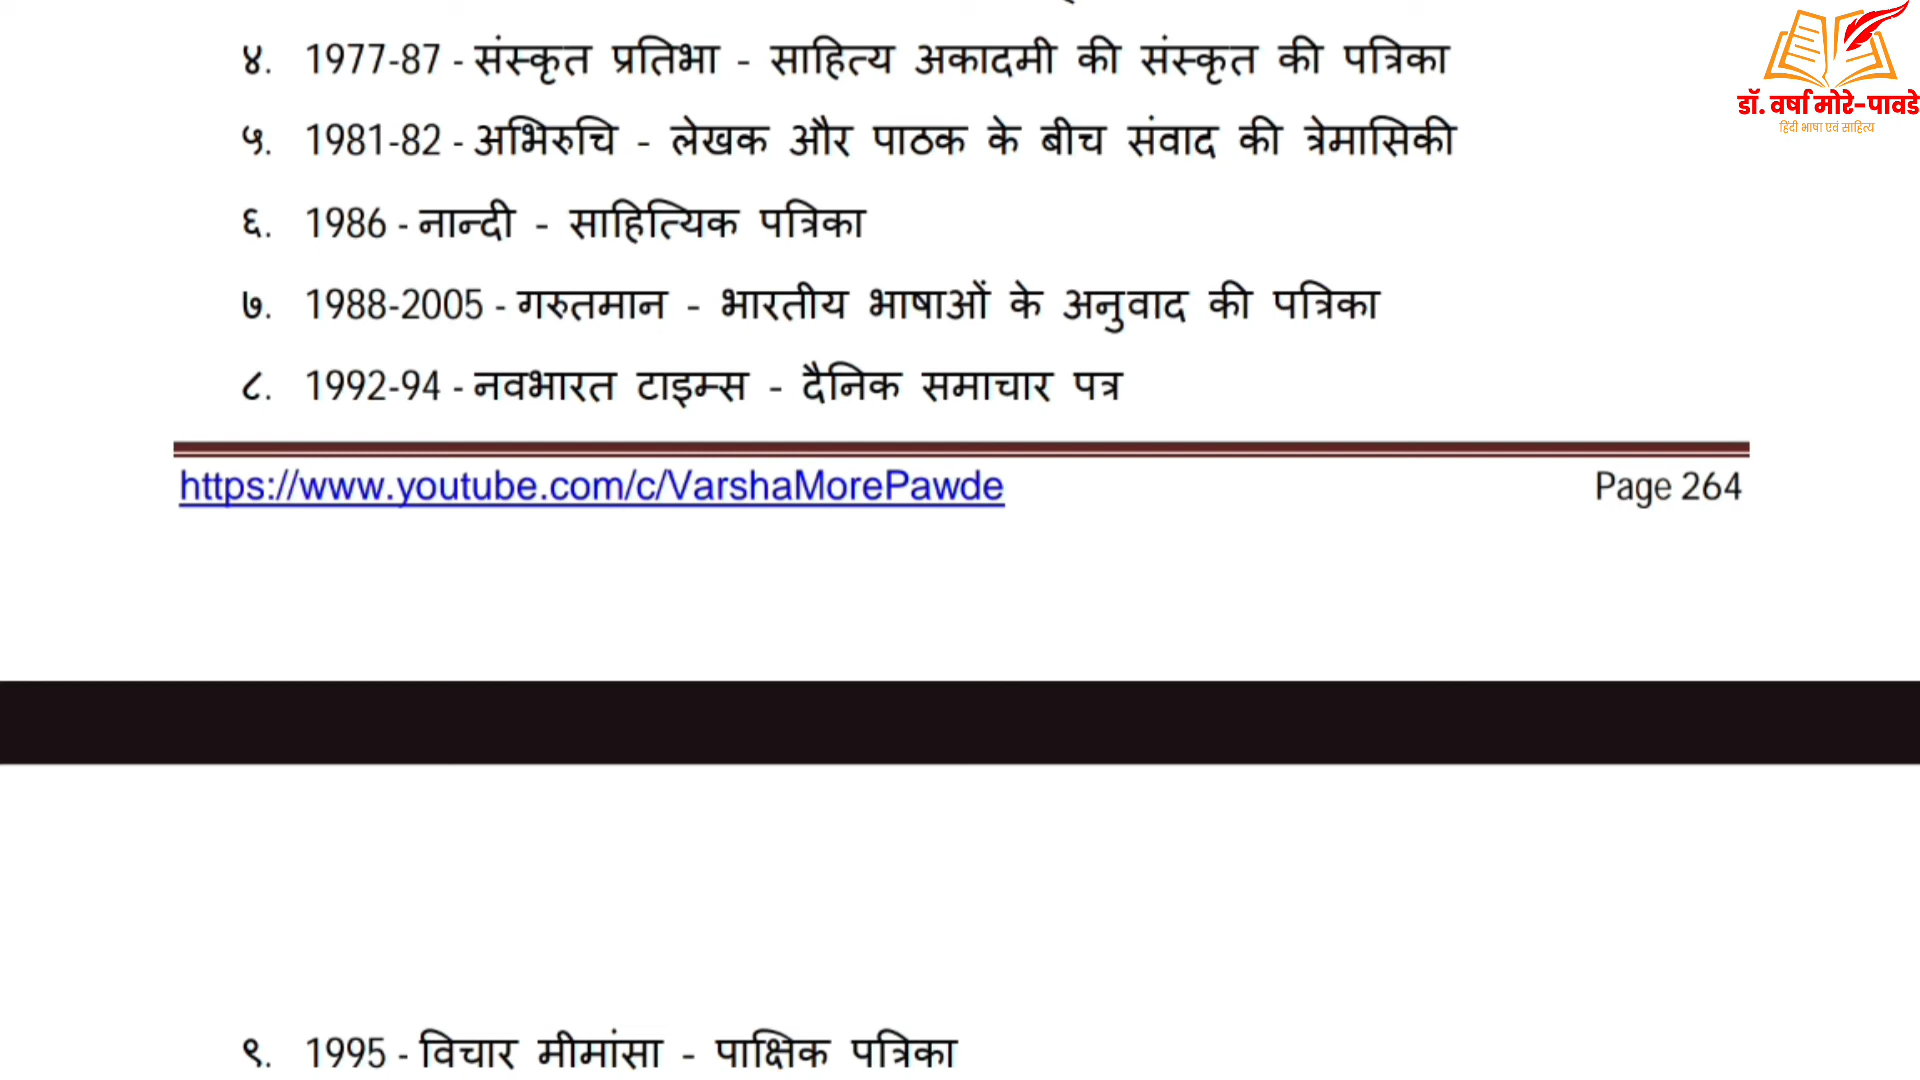 ४. 1977-87 - संस्कृत प्रतिभा - साहित्य अकादमी की संस्कृत की पत्रिका
डॉ. वर्षा मोरे-पावडे
हिंदी भाषा एवं साहित्य
५. 1981-82 - अभिरुचि - लेखक और पाठक के बीच संवाद की त्रेमासिकी
६. 1986 - नान्दी - साहित्यिक पत्रिका
७. 1988-2005 - गरुतमान - भारतीय भाषाओं के अनुवाद की पत्रिका
८. 1992-94 - नवभारत टाइम्स - दैनिक समाचार पत्र
https://www.youtube.com/c/VarshaMorePawde Page 264
९. 1995 - विचार मीमांसा - पाक्षिक पत्रिका